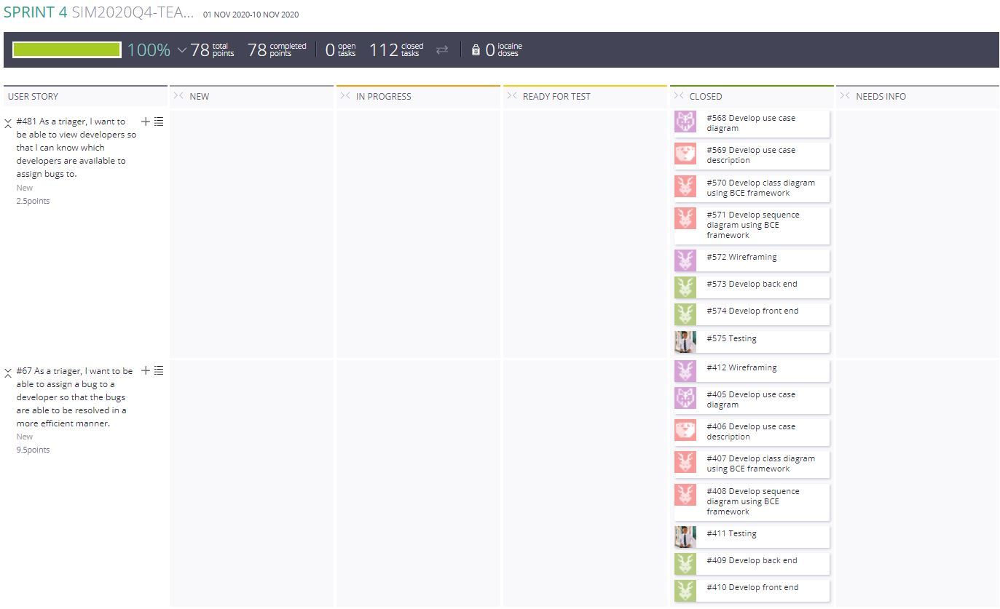 SPRINT 4 SIM2020Q4-TEA... 01 NOV 2020-10 NOV 2020
100% 78 total points 78 completed points 0 open tasks 112 closed tasks 0 iocaine doses
USER STORY NEW IN PROGRESS READY FOR TEST CLOSED NEEDS INFO
#481 As a triager, I want to
be able to view developers so
that I can know which
developers are available to
assign bugs to.
New
2.5points
#568 Develop use case
diagram
#569 Develop use case
description
#570 Develop class diagram
using BCE framework
#571 Develop sequence
diagram using BCE
framework
#572 Wireframing
#573 Develop back end
#574 Develop front end
#575 Testing
#67 As a triager, I want to be
able to assign a bug to a
developer so that the bugs
are able to be resolved in a
more efficient manner.
New
9.5points
#412 Wireframing
#405 Develop use case
diagram
#406 Develop use case
description
#407 Develop class diagram
using BCE framework
#408 Develop sequence
diagram using BCE
framework
#411 Testing
#409 Develop back end
#410 Develop front end